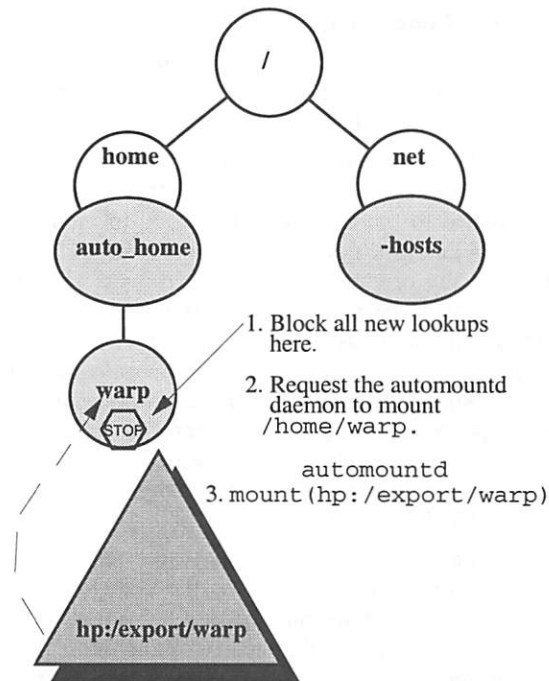 /
home
net
auto_home
-hosts
1. Block all new lookups
here.
warp
STOP
2. Request the automountd
daemon to mount
/home/warp.
automountd
3. mount(hp:/export/warp)
hp:/export/warp